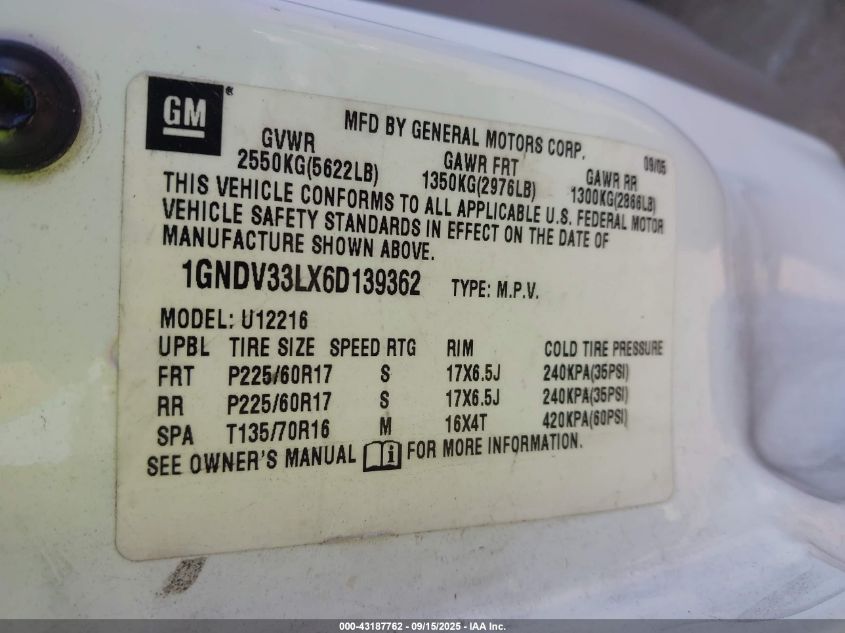 GM®
MFD BY GENERAL MOTORS CORP. 09/05
GVWR GAWR FRT GAWR RR
2550KG(5622LB) 1350KG(2976LB) 1300KG(2866LB)
THIS VEHICLE CONFORMS TO ALL APPLICABLE U.S. FEDERAL MOTOR
VEHICLE SAFETY STANDARDS IN EFFECT ON THE DATE OF
MANUFACTURE SHOWN ABOVE.
1GNDV33LX6D139362 TYPE: M.P.V.
MODEL: U12216
UPBL TIRE SIZE SPEED RTG RIM COLD TIRE PRESSURE
FRT P225/60R17 S 17X6.5J 240KPA(35PSI)
RR P225/60R17 S 17X6.5J 240KPA(35PSI)
SPA T135/70R16 M 16X4T 420KPA(60PSI)
SEE OWNER'S MANUAL i FOR MORE INFORMATION.
000-43187762 - 09/15/2025 - IAA Inc.